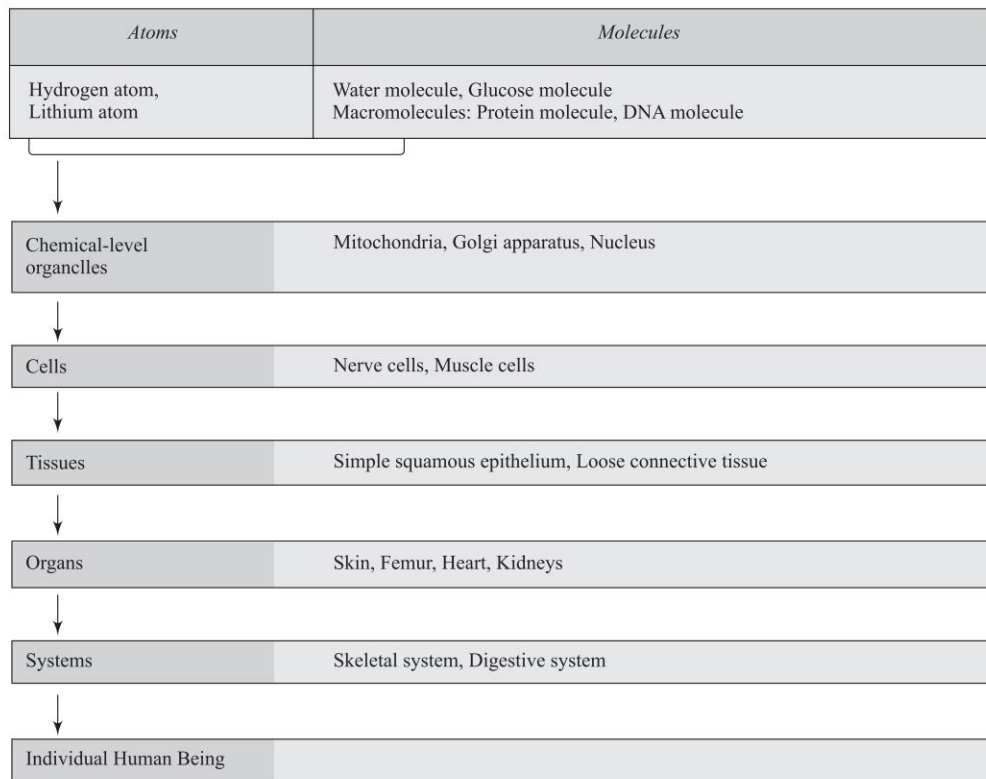 Atoms
Molecules
Hydrogen atom,
Lithium atom
Water molecule, Glucose molecule
Macromolecules: Protein molecule, DNA molecule
Chemical-level
organclles
Mitochondria, Golgi apparatus, Nucleus
Cells
Nerve cells, Muscle cells
Tissues
Simple squamous epithelium, Loose connective tissue
Organs
Skin, Femur, Heart, Kidneys
Systems
Skeletal system, Digestive system
Individual Human Being